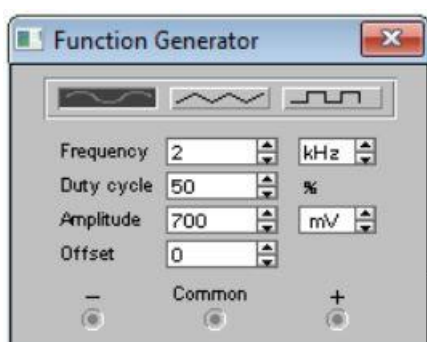 Function Generator
Frequency 2 kHz
Duty cycle 50 %
Amplitude 700 mV
Offset 0
− Common +